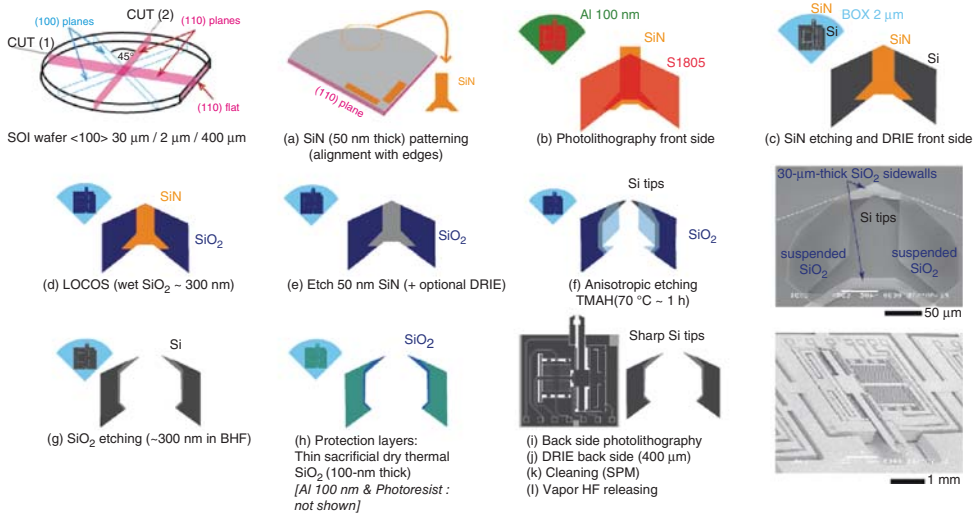 CUT (2)
(100) planes
(110) planes
CUT (1)
45°
(110) flat
SOI wafer <100> 30 μm / 2 μm / 400 μm
SiN
(110) plane
(a) SiN (50 nm thick) patterning
(alignment with edges)
Al 100 nm
SiN
S1805
(b) Photolithography front side
SiN
Si
BOX 2 μm
SiN
Si
(c) SiN etching and DRIE front side
SiN
SiO2
(d) LOCOS (wet SiO2 ~ 300 nm)
SiO2
(e) Etch 50 nm SiN (+ optional DRIE)
Si tips
SiO2
(f) Anisotropic etching
TMAH(70 °C ~ 1 h)
30-μm-thick SiO2 sidewalls
Si tips
suspended
SiO2
suspended
SiO2
50 μm
Si
(g) SiO2 etching (~300 nm in BHF)
SiO2
(h) Protection layers:
Thin sacrificial dry thermal
SiO2 (100-nm thick)
[Al 100 nm & Photoresist :
not shown]
Sharp Si tips
(i) Back side photolithography
(j) DRIE back side (400 μm)
(k) Cleaning (SPM)
(l) Vapor HF releasing
1 mm